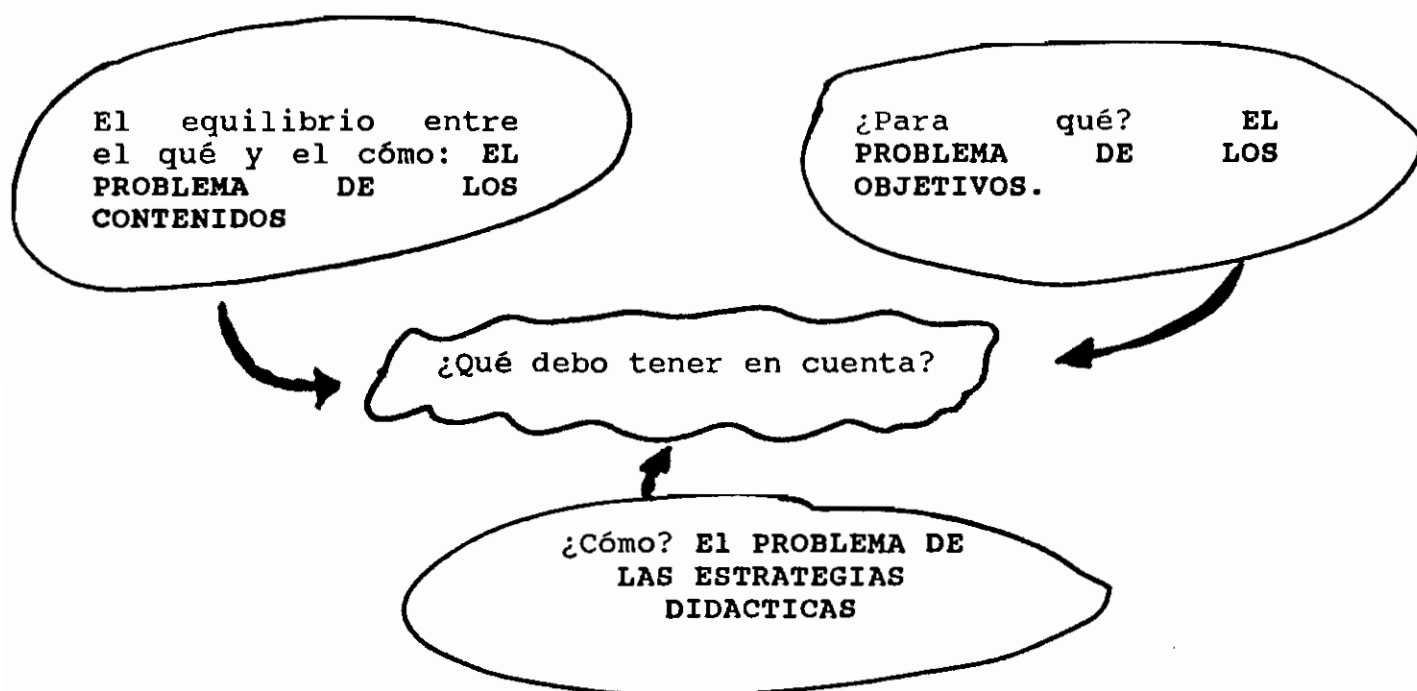 El equilibrio entre
el qué y el cómo: EL
PROBLEMA DE LOS
CONTENIDOS
¿Para qué? EL
PROBLEMA DE LOS
OBJETIVOS.
¿Qué debo tener en cuenta?
¿Cómo? El PROBLEMA DE
LAS ESTRATEGIAS
DIDACTICAS